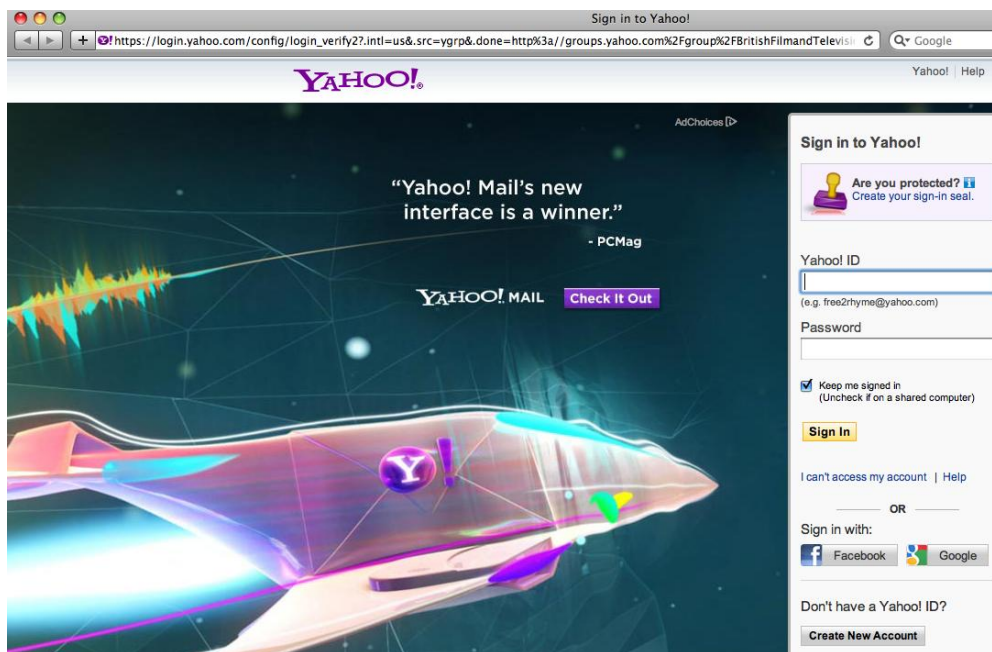 Sign in to Yahoo!
https://login.yahoo.com/config/login_verify2?.intl=us&.src=ygrp&.done=http%3a//groups.yahoo.com%2Fgroup%2FBritishFilmandTelevisi
Google
YAHOO!®
Yahoo! | Help
AdChoices
Sign in to Yahoo!
Are you protected?
Create your sign-in seal.
“Yahoo! Mail's new
interface is a winner.”
- PCMag
YAHOO! MAIL Check It Out
Yahoo! ID
(e.g. free2rhyme@yahoo.com)
Password
Keep me signed in
(Uncheck if on a shared computer)
Sign In
Y!
I can't access my account | Help
OR
Sign in with:
Facebook Google
Don't have a Yahoo! ID?
Create New Account